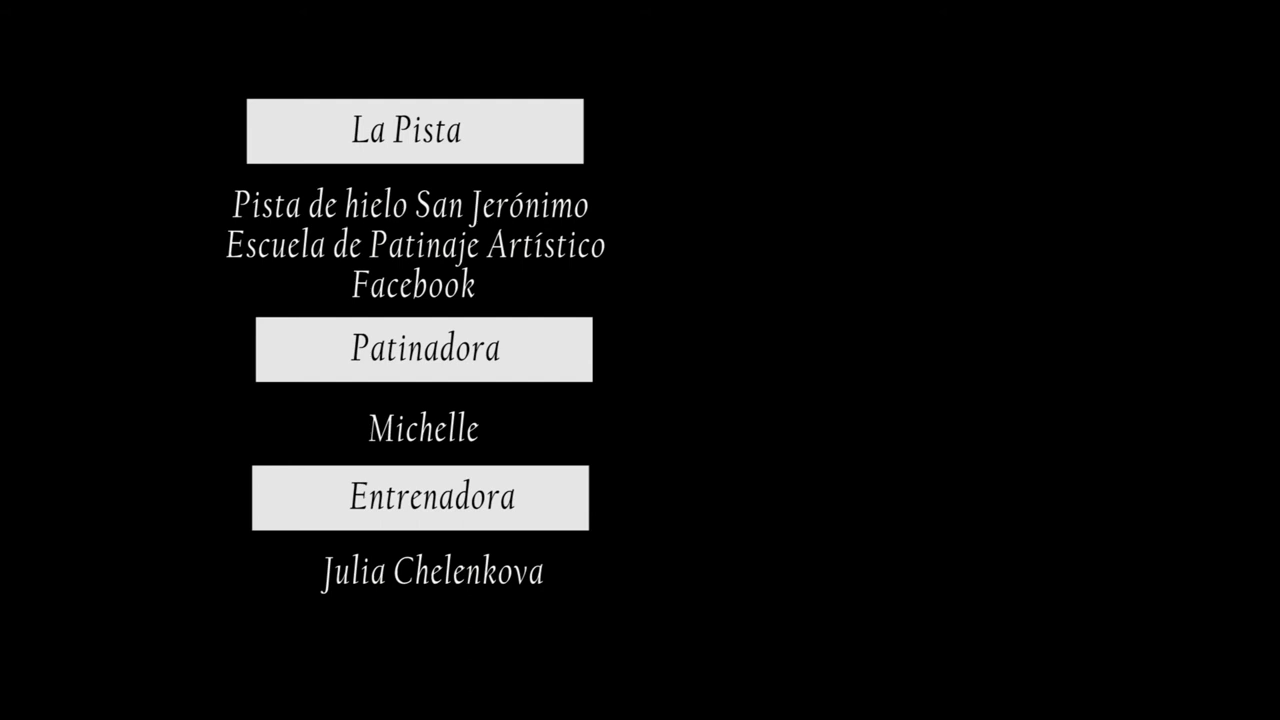 La Pista
Pista de hielo San Jerónimo
Escuela de Patinaje Artístico
Facebook
Patinadora
Michelle
Entrenadora
Julia Chelenkova